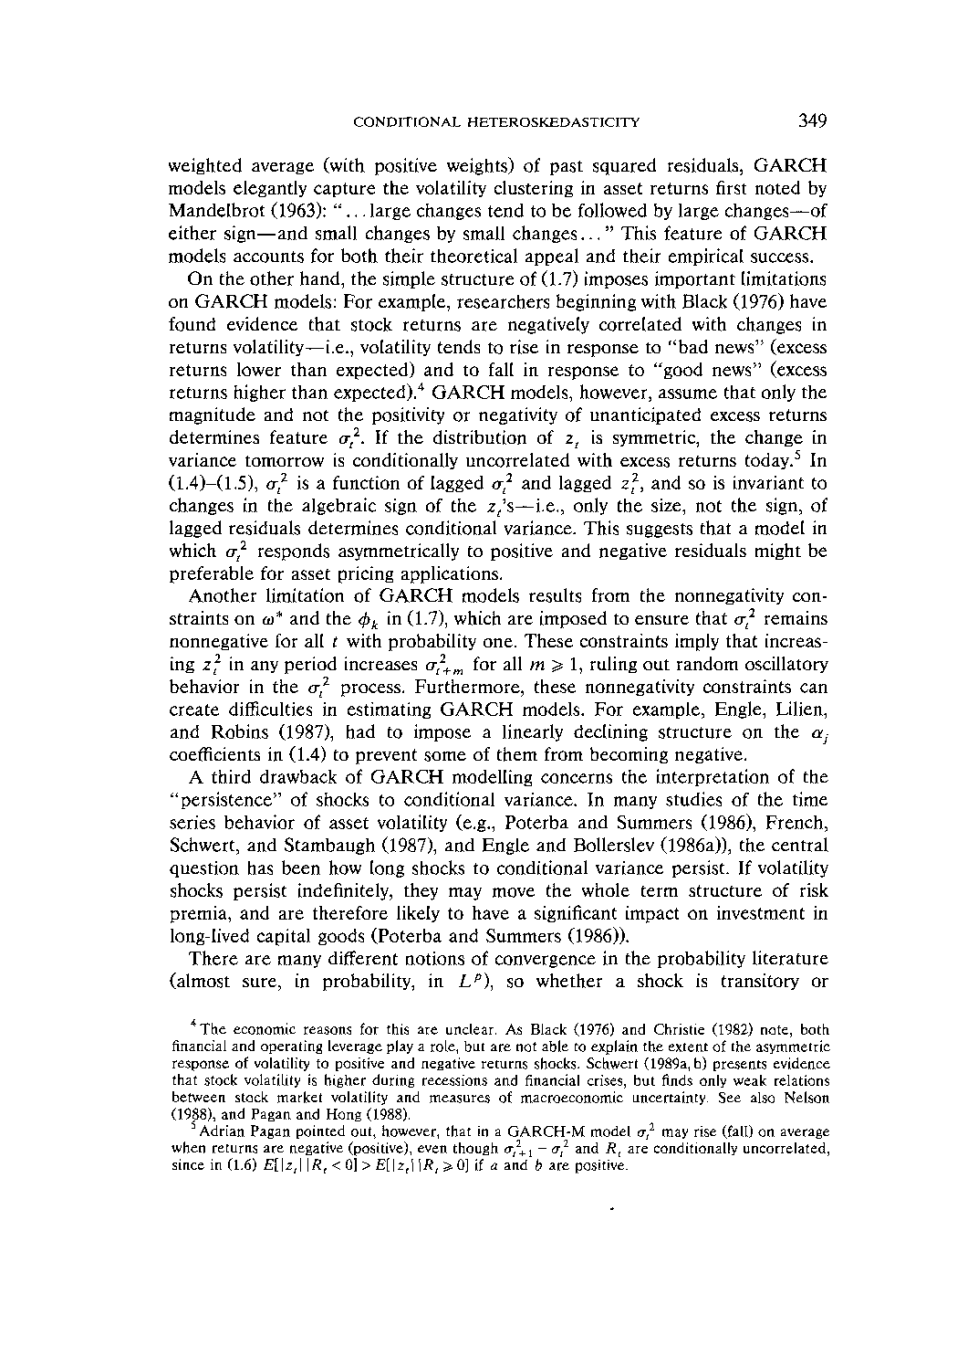 CONDITIONAL HETEROSKEDASTICITY 349
weighted average (with positive weights) of past squared residuals, GARCH
models elegantly capture the volatility clustering in asset returns first noted by
Mandelbrot (1963): “... large changes tend to be followed by large changes—of
either sign—and small changes by small changes...” This feature of GARCH
models accounts for both their theoretical appeal and their empirical success.
On the other hand, the simple structure of (1.7) imposes important limitations
on GARCH models: For example, researchers beginning with Black (1976) have
found evidence that stock returns are negatively correlated with changes in
returns volatility—i.e., volatility tends to rise in response to “bad news” (excess
returns lower than expected) and to fall in response to “good news” (excess
returns higher than expected).⁴ GARCH models, however, assume that only the
magnitude and not the positivity or negativity of unanticipated excess returns
determines feature σₜ². If the distribution of zₜ is symmetric, the change in
variance tomorrow is conditionally uncorrelated with excess returns today.⁵ In
(1.4)–(1.5), σₜ² is a function of lagged σₜ² and lagged zₜ², and so is invariant to
changes in the algebraic sign of the zₜ's—i.e., only the size, not the sign, of
lagged residuals determines conditional variance. This suggests that a model in
which σₜ² responds asymmetrically to positive and negative residuals might be
preferable for asset pricing applications.
Another limitation of GARCH models results from the nonnegativity con-
straints on ω* and the ϕₖ in (1.7), which are imposed to ensure that σₜ² remains
nonnegative for all t with probability one. These constraints imply that increas-
ing zₜ² in any period increases σ²ₜ₊ₘ for all m ⩾ 1, ruling out random oscillatory
behavior in the σₜ² process. Furthermore, these nonnegativity constraints can
create difficulties in estimating GARCH models. For example, Engle, Lilien,
and Robins (1987), had to impose a linearly declining structure on the αⱼ
coefficients in (1.4) to prevent some of them from becoming negative.
A third drawback of GARCH modelling concerns the interpretation of the
“persistence” of shocks to conditional variance. In many studies of the time
series behavior of asset volatility (e.g., Poterba and Summers (1986), French,
Schwert, and Stambaugh (1987), and Engle and Bollerslev (1986a)), the central
question has been how long shocks to conditional variance persist. If volatility
shocks persist indefinitely, they may move the whole term structure of risk
premia, and are therefore likely to have a significant impact on investment in
long-lived capital goods (Poterba and Summers (1986)).
There are many different notions of convergence in the probability literature
(almost sure, in probability, in Lᵖ), so whether a shock is transitory or
⁴ The economic reasons for this are unclear. As Black (1976) and Christie (1982) note, both
financial and operating leverage play a role, but are not able to explain the extent of the asymmetric
response of volatility to positive and negative returns shocks. Schwert (1989a, b) presents evidence
that stock volatility is higher during recessions and financial crises, but finds only weak relations
between stock market volatility and measures of macroeconomic uncertainty. See also Nelson
(1988), and Pagan and Hong (1988).
⁵ Adrian Pagan pointed out, however, that in a GARCH-M model σₜ² may rise (fall) on average
when returns are negative (positive), even though σ²ₜ₊₁ − σₜ² and Rₜ are conditionally uncorrelated,
since in (1.6) E[|zₜ| |Rₜ < 0] > E[|zₜ| |Rₜ ⩾ 0] if a and b are positive.